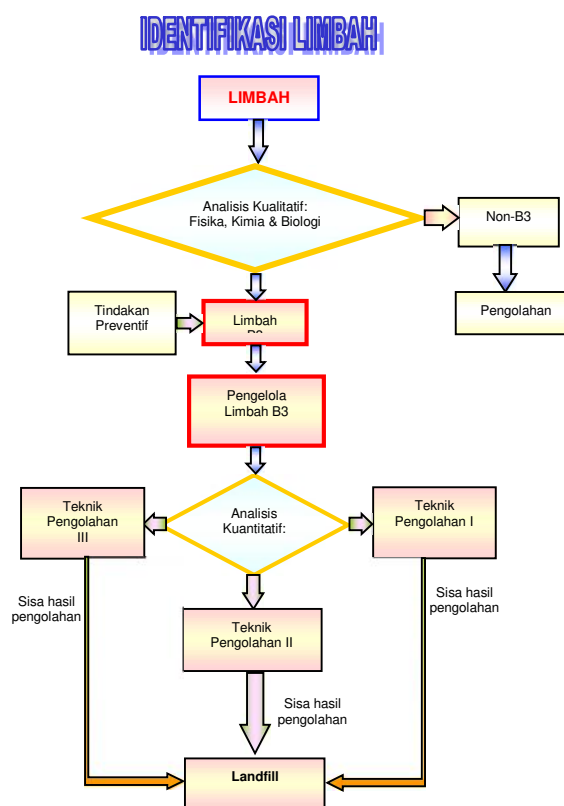 IDENTIFIKASI LIMBAH
LIMBAH
Analisis Kualitatif:
Fisika, Kimia & Biologi
Non-B3
Pengolahan
Tindakan
Preventif
Limbah
Pengelola
Limbah B3
Analisis
Kuantitatif:
Teknik
Pengolahan
III
Teknik
Pengolahan I
Teknik
Pengolahan II
Sisa hasil
pengolahan
Sisa hasil
pengolahan
Sisa hasil
pengolahan
Landfill